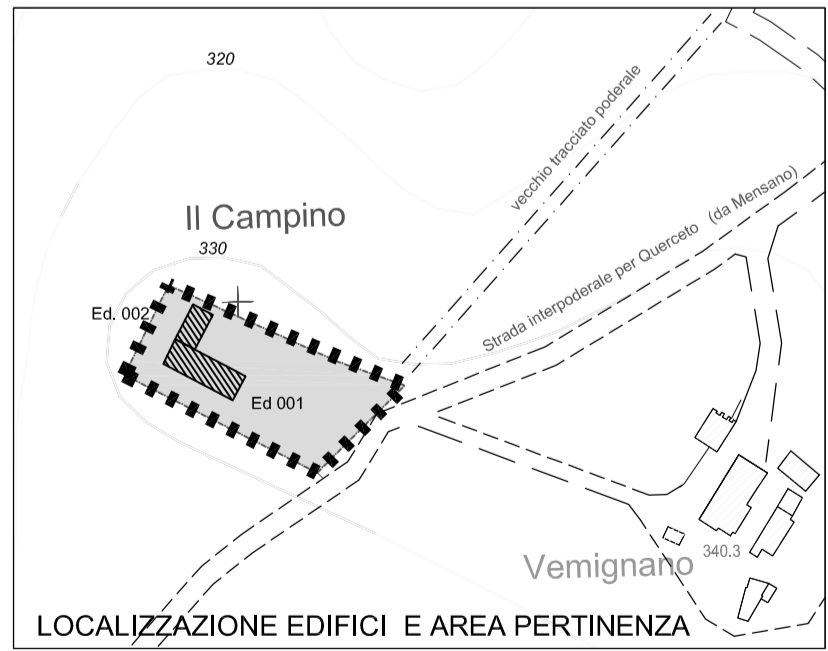 320
vecchio tracciato poderale
Il Campino
330
Strada interpoderale per Querceto (da Mensano)
Ed. 002
Ed 001
340.3
Vemignano
LOCALIZZAZIONE EDIFICI E AREA PERTINENZA